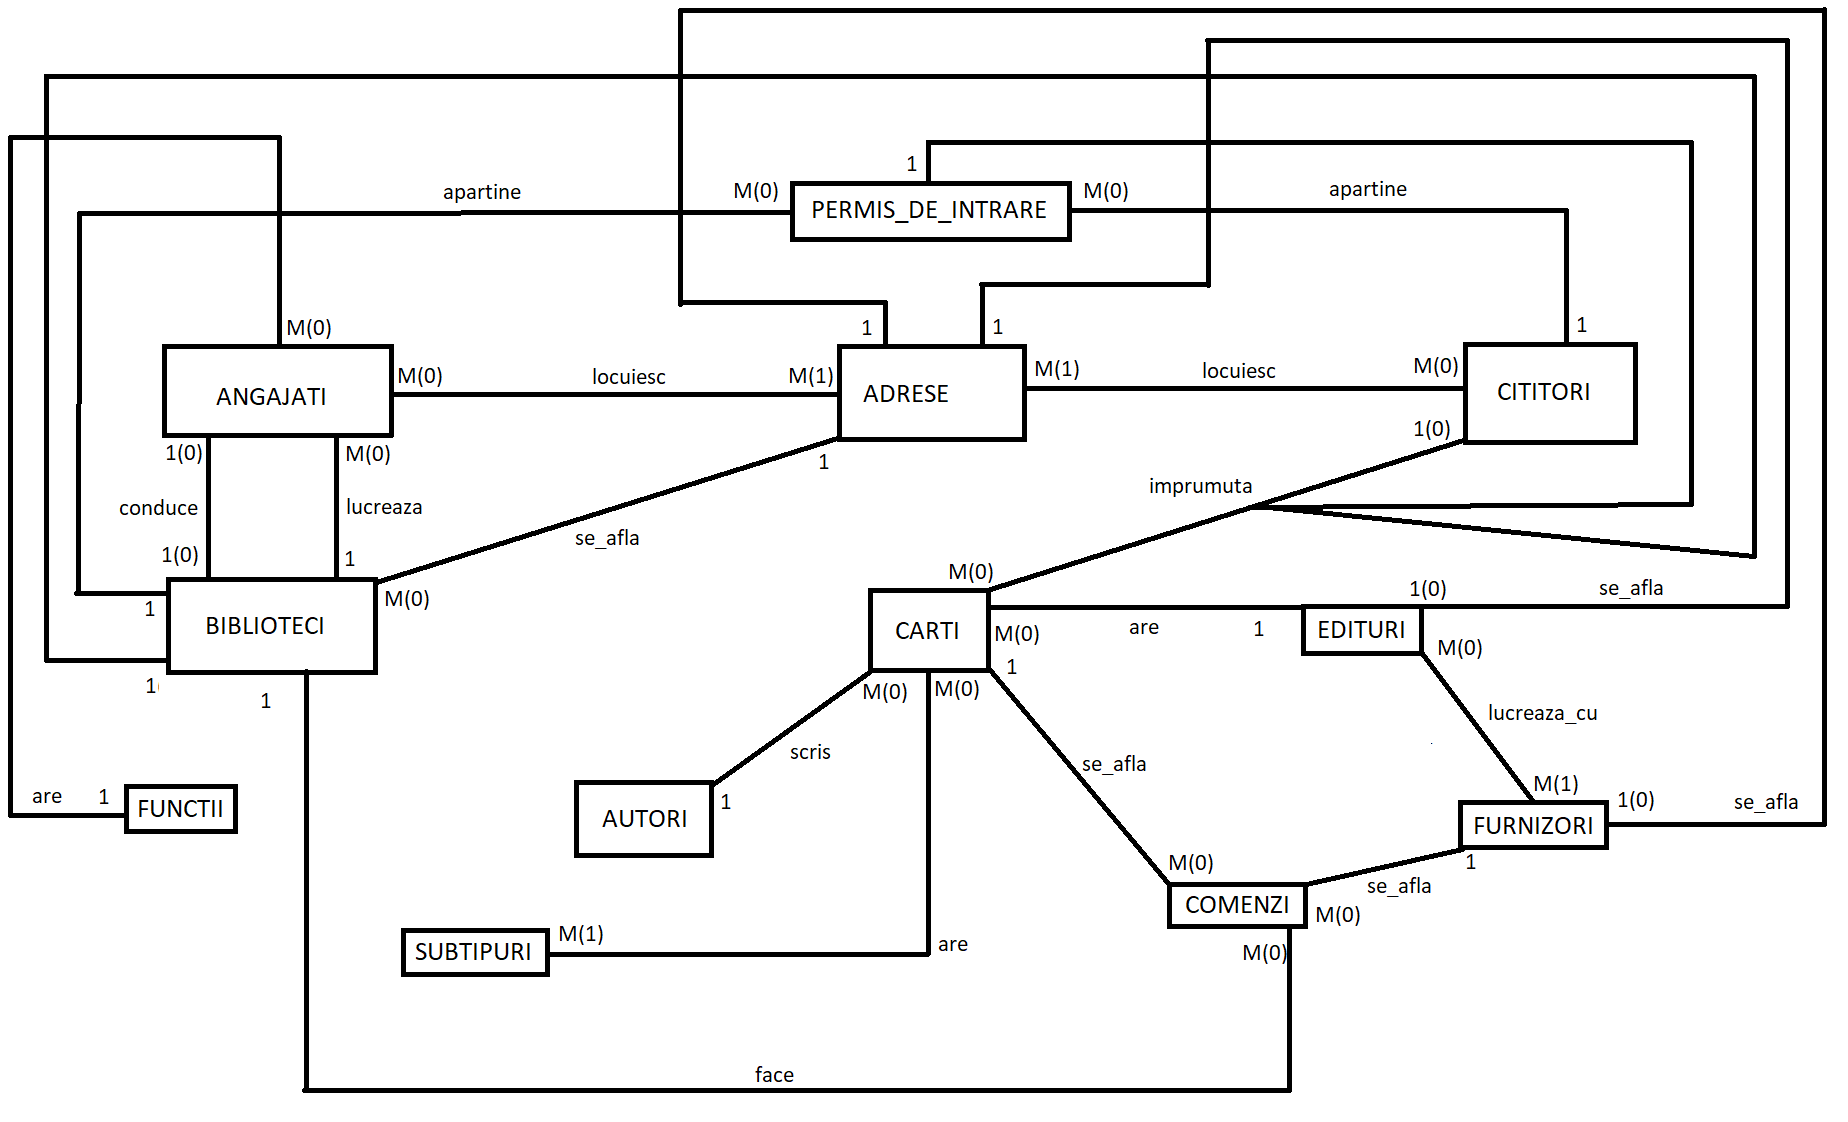 1
apartine
M(0)
M(0)
apartine
PERMIS_DE_INTRARE
M(0)
1
1
1
M(0)
locuiesc
M(1)
M(1)
locuiesc
M(0)
ANGAJATI
ADRESE
CITITORI
1(0)
M(0)
1
1(0)
imprumuta
conduce
lucreaza
se_afla
1(0)
1
M(0)
M(0)
1
1(0)
se_afla
BIBLIOTECI
CARTI
M(0)
are
1
EDITURI
M(0)
1
1
1
M(0)
M(0)
lucreaza_cu
scris
se_afla
are
1
FUNCTII
AUTORI
1
M(1)
1(0)
se_afla
FURNIZORI
M(0)
1
se_afla
COMENZI
M(0)
SUBTIPURI
M(1)
are
M(0)
face